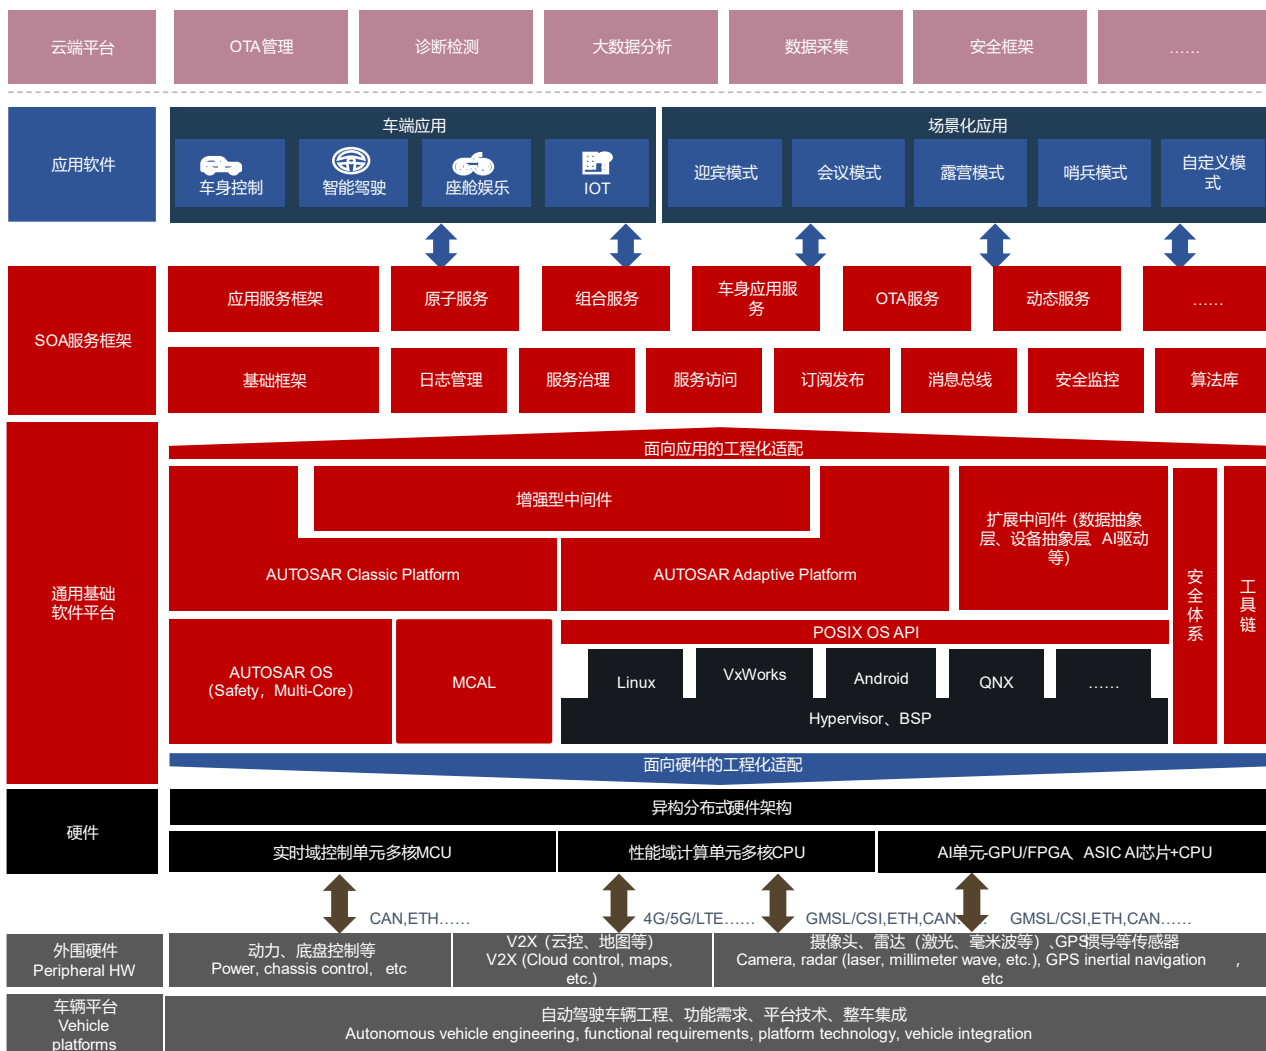 云端平台
OTA管理
诊断检测
大数据分析
数据采集
安全框架
……
应用软件
车端应用
车身控制
智能驾驶
座舱娱乐
IOT
场景化应用
迎宾模式
会议模式
露营模式
哨兵模式
自定义模
式
SOA服务框架
应用服务框架
原子服务
组合服务
车身应用服
务
OTA服务
动态服务
……
基础框架
日志管理
服务治理
服务访问
订阅发布
消息总线
安全监控
算法库
通用基础
软件平台
面向应用的工程化适配
增强型中间件
AUTOSAR Classic Platform
AUTOSAR Adaptive Platform
扩展中间件（数据抽象
层、设备抽象层、AI驱动
等）
安全体系
工具链
AUTOSAR OS
（Safety，Multi-Core）
MCAL
POSIX OS API
Linux
VxWorks
Android
QNX
……
Hypervisor、BSP
面向硬件的工程化适配
硬件
异构分布式硬件架构
实时域控制单元多核MCU
性能域计算单元多核CPU
AI单元-GPU/FPGA、ASIC AI芯片+CPU
CAN,ETH……
4G/5G/LTE……
GMSL/CSI,ETH,CAN……
GMSL/CSI,ETH,CAN……
外围硬件
Peripheral HW
动力、底盘控制等
Power, chassis control，etc
V2X（云控、地图等）
V2X (Cloud control, maps,
etc.)
摄像头、雷达（激光、毫米波等）、GPS惯导等传感器
Camera, radar (laser, millimeter wave, etc.), GPS inertial navigation ，
etc
车辆平台
Vehicle
platforms
自动驾驶车辆工程、功能需求、平台技术、整车集成
Autonomous vehicle engineering, functional requirements, platform technology, vehicle integration